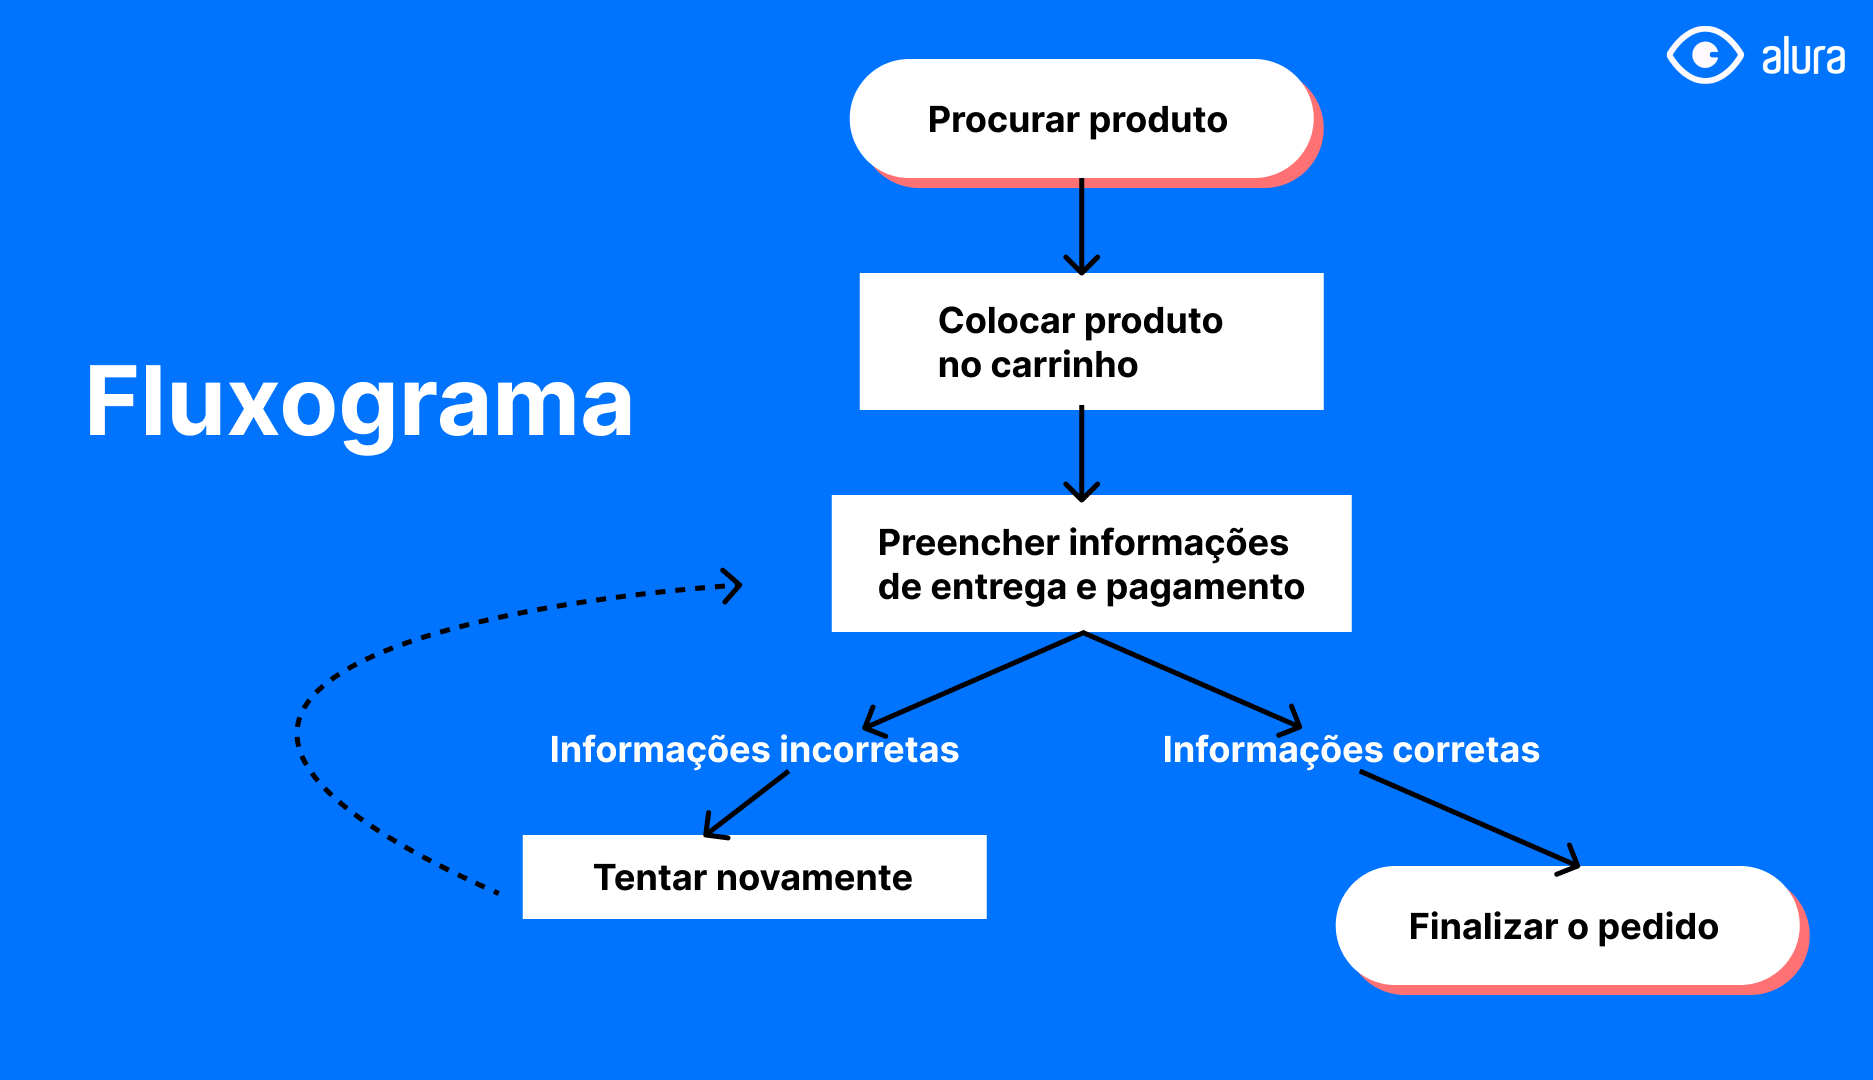 alura
Procurar produto
Colocar produto
no carrinho
Fluxograma
Preencher informações
de entrega e pagamento
Informações incorretas
Informações corretas
Tentar novamente
Finalizar o pedido